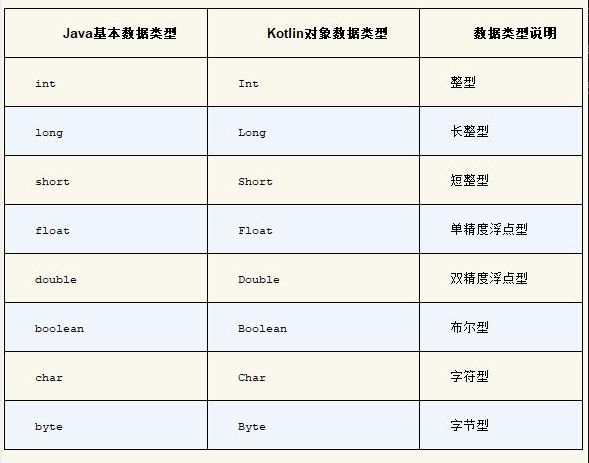 Java基本数据类型 Kotlin对象数据类型 数据类型说明
int Int 整型
long Long 长整型
short Short 短整型
float Float 单精度浮点型
double Double 双精度浮点型
boolean Boolean 布尔型
char Char 字符型
byte Byte 字节型